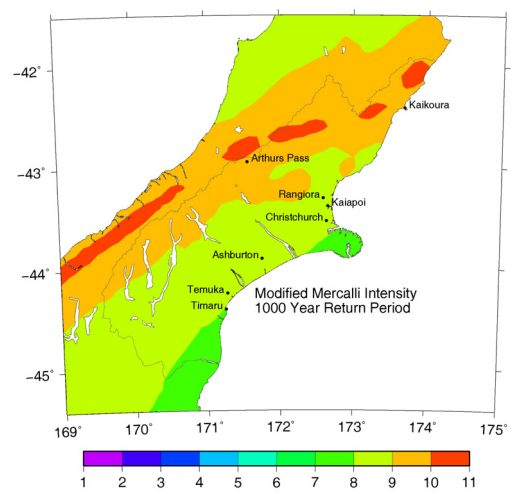 -42°
Kaikoura
-43°
Arthurs Pass
Rangiora
Kaiapoi
Christchurch
Ashburton
-44°
Temuka
Timaru
Modified Mercalli Intensity
1000 Year Return Period
-45°
169° 170° 171° 172° 173° 174° 175°
1 2 3 4 5 6 7 8 9 10 11